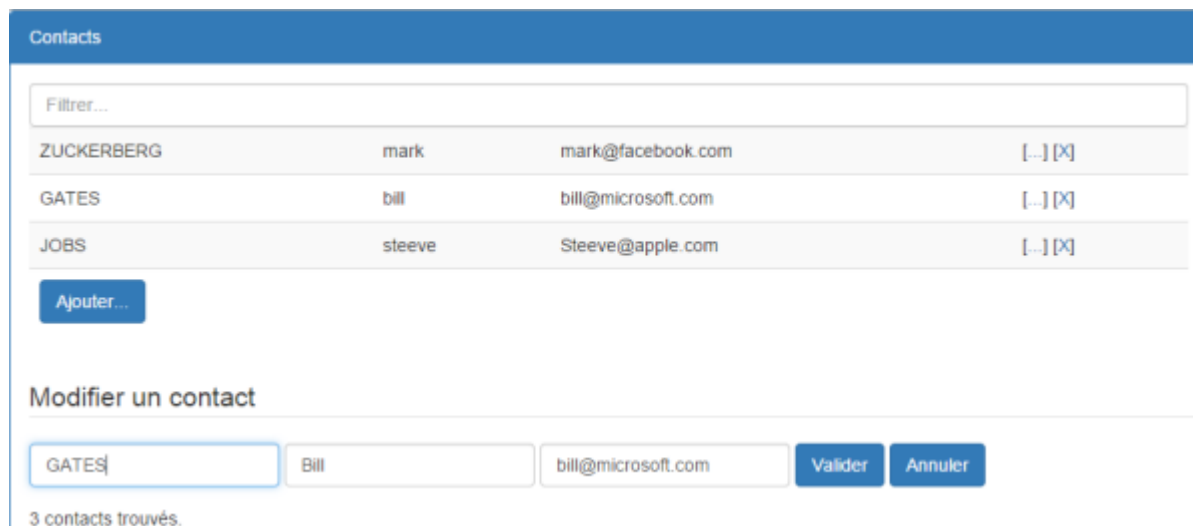 Contacts
Filtrer...
ZUCKERBERG mark mark@facebook.com [...] [X]
GATES bill bill@microsoft.com [...] [X]
JOBS steeve Steeve@apple.com [...] [X]
Ajouter...
Modifier un contact
GATES Bill bill@microsoft.com Valider Annuler
3 contacts trouvés.